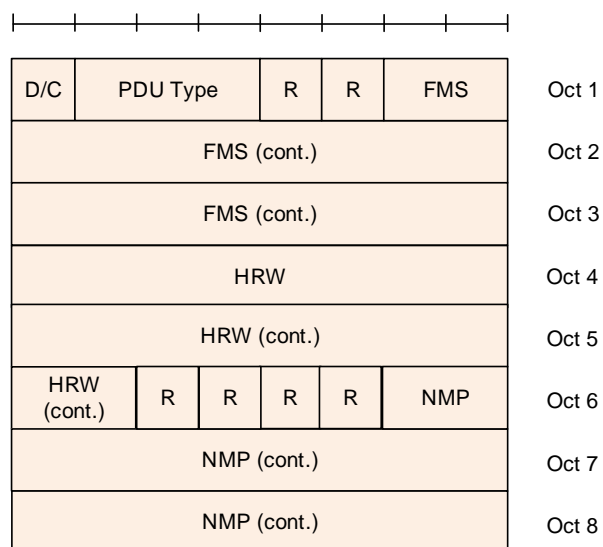 D/C PDU Type R R FMS Oct 1
FMS (cont.) Oct 2
FMS (cont.) Oct 3
HRW Oct 4
HRW (cont.) Oct 5
HRW
(cont.) R R R R NMP Oct 6
NMP (cont.) Oct 7
NMP (cont.) Oct 8